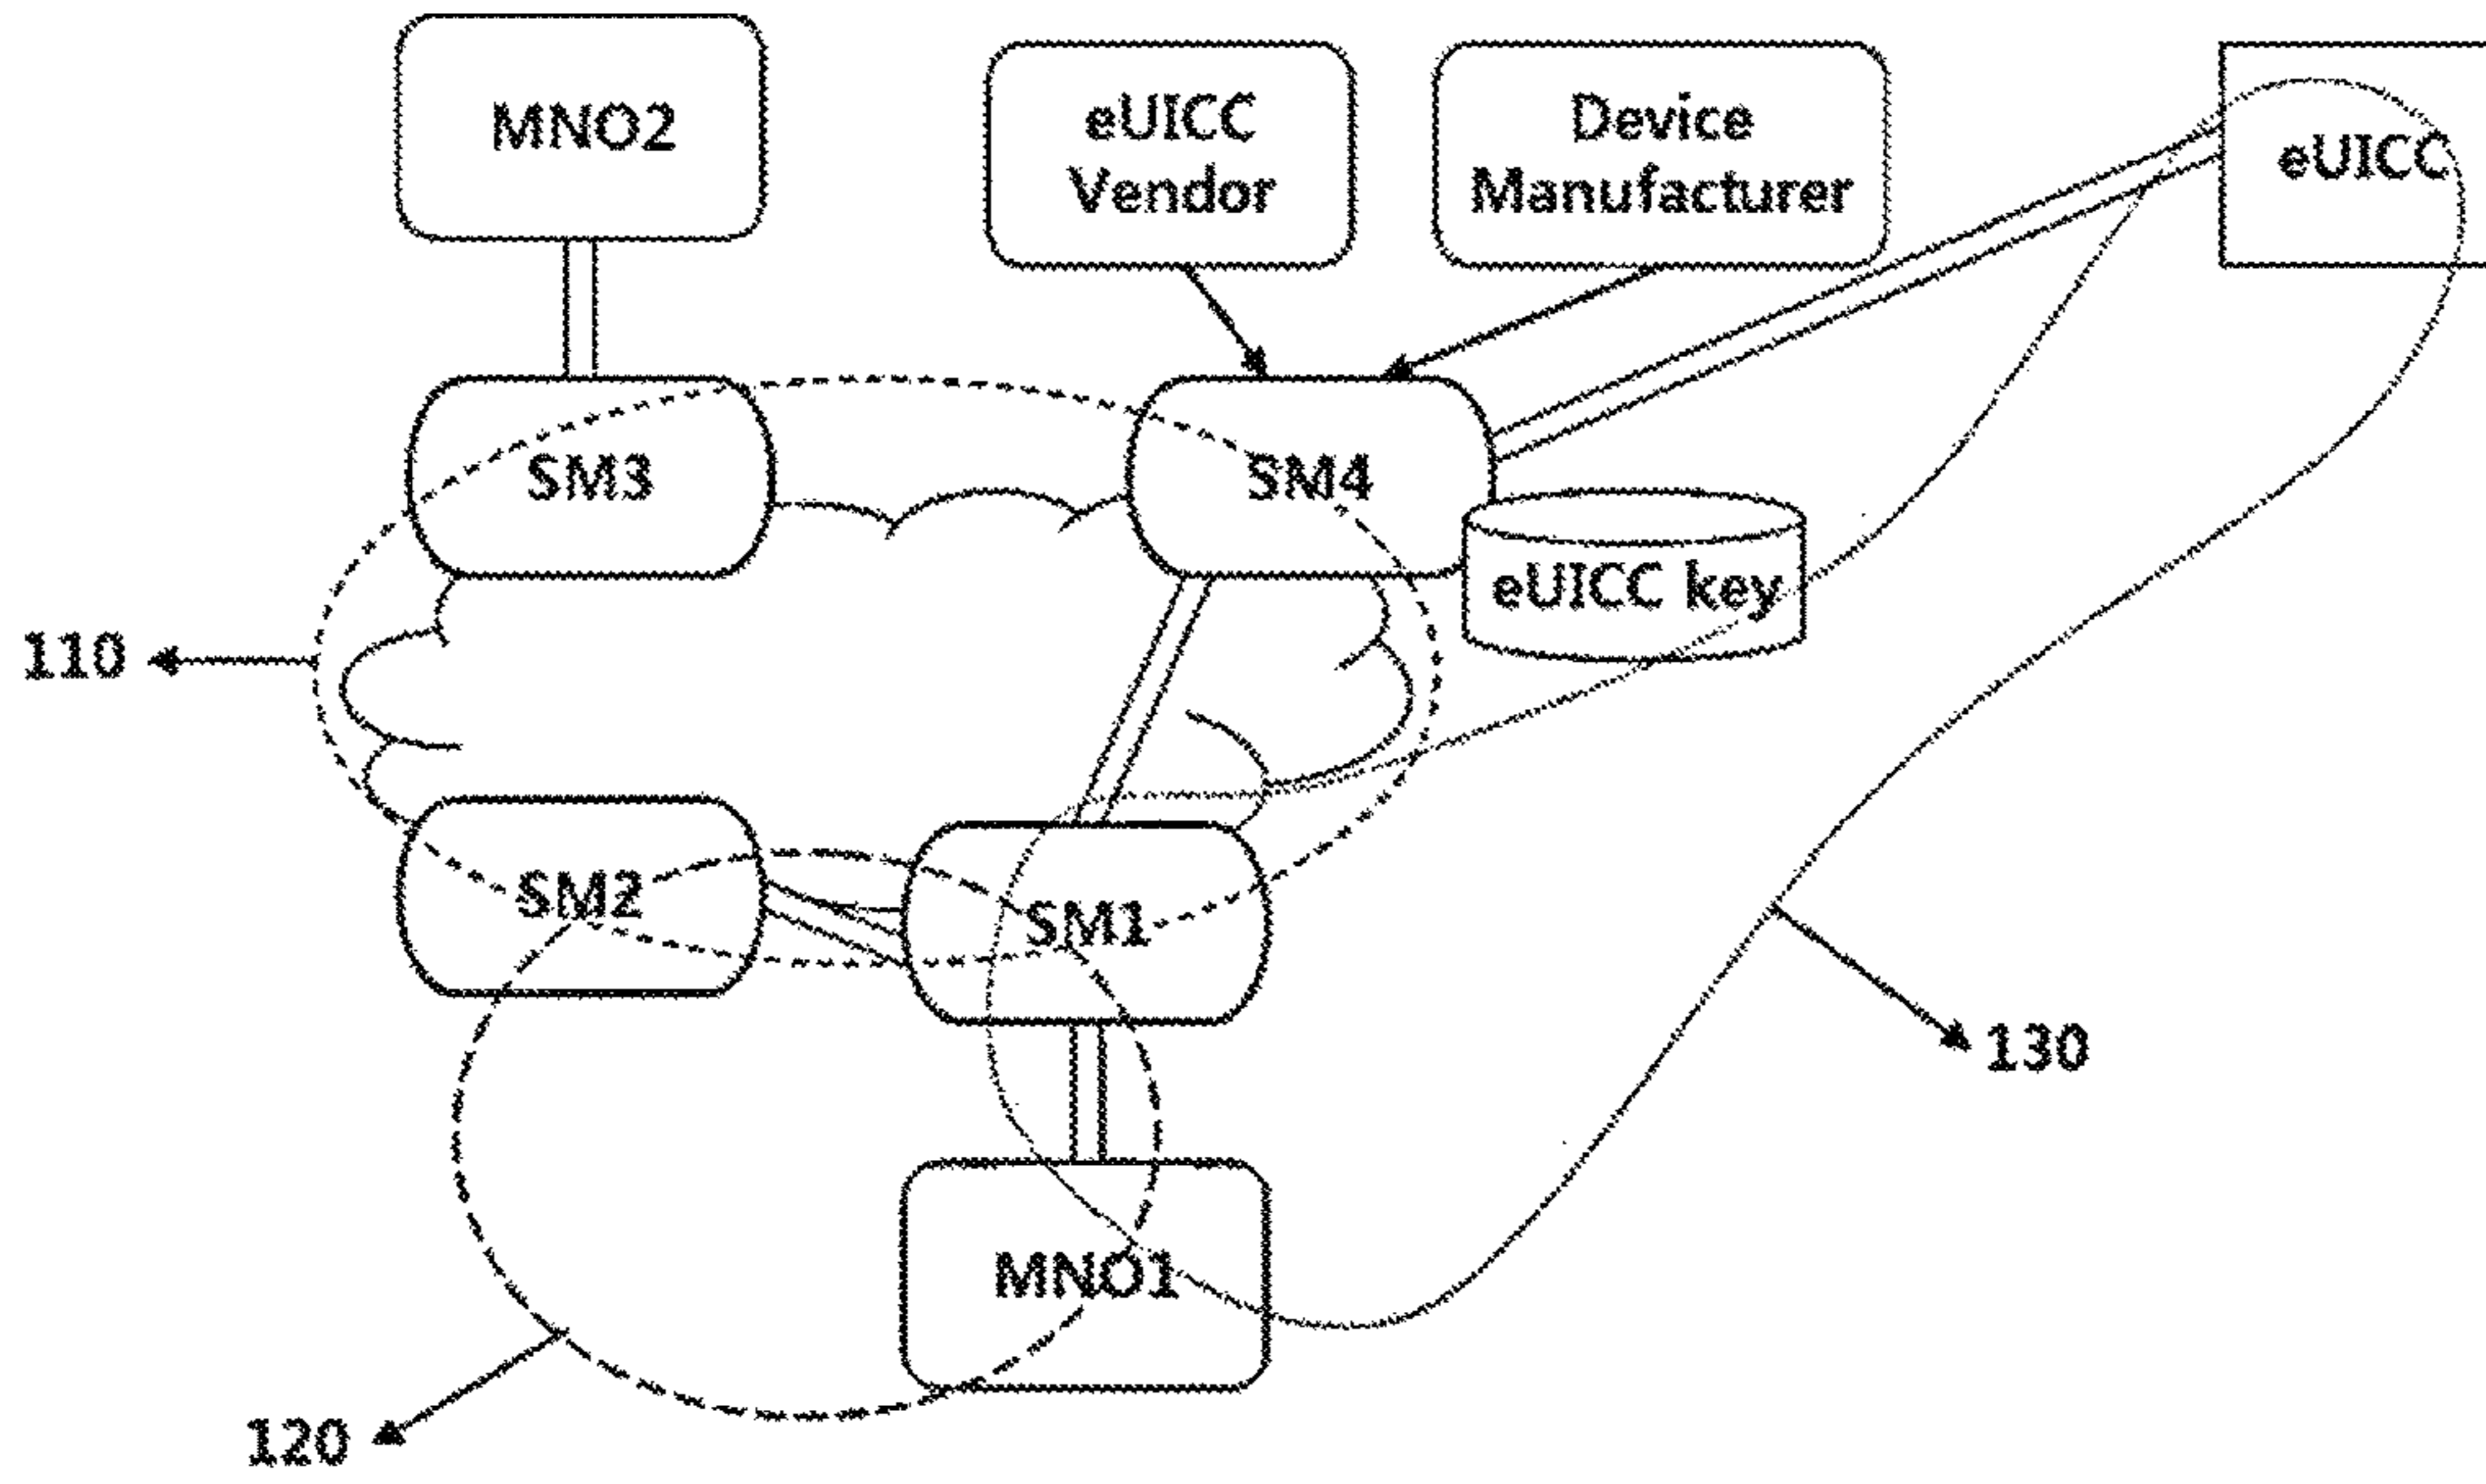 MNO2
eUICC
Vendor
Device
Manufacturer
eUICC
SM3
SM4
eUICC key
110
SM2
SM1
130
MNO1
120